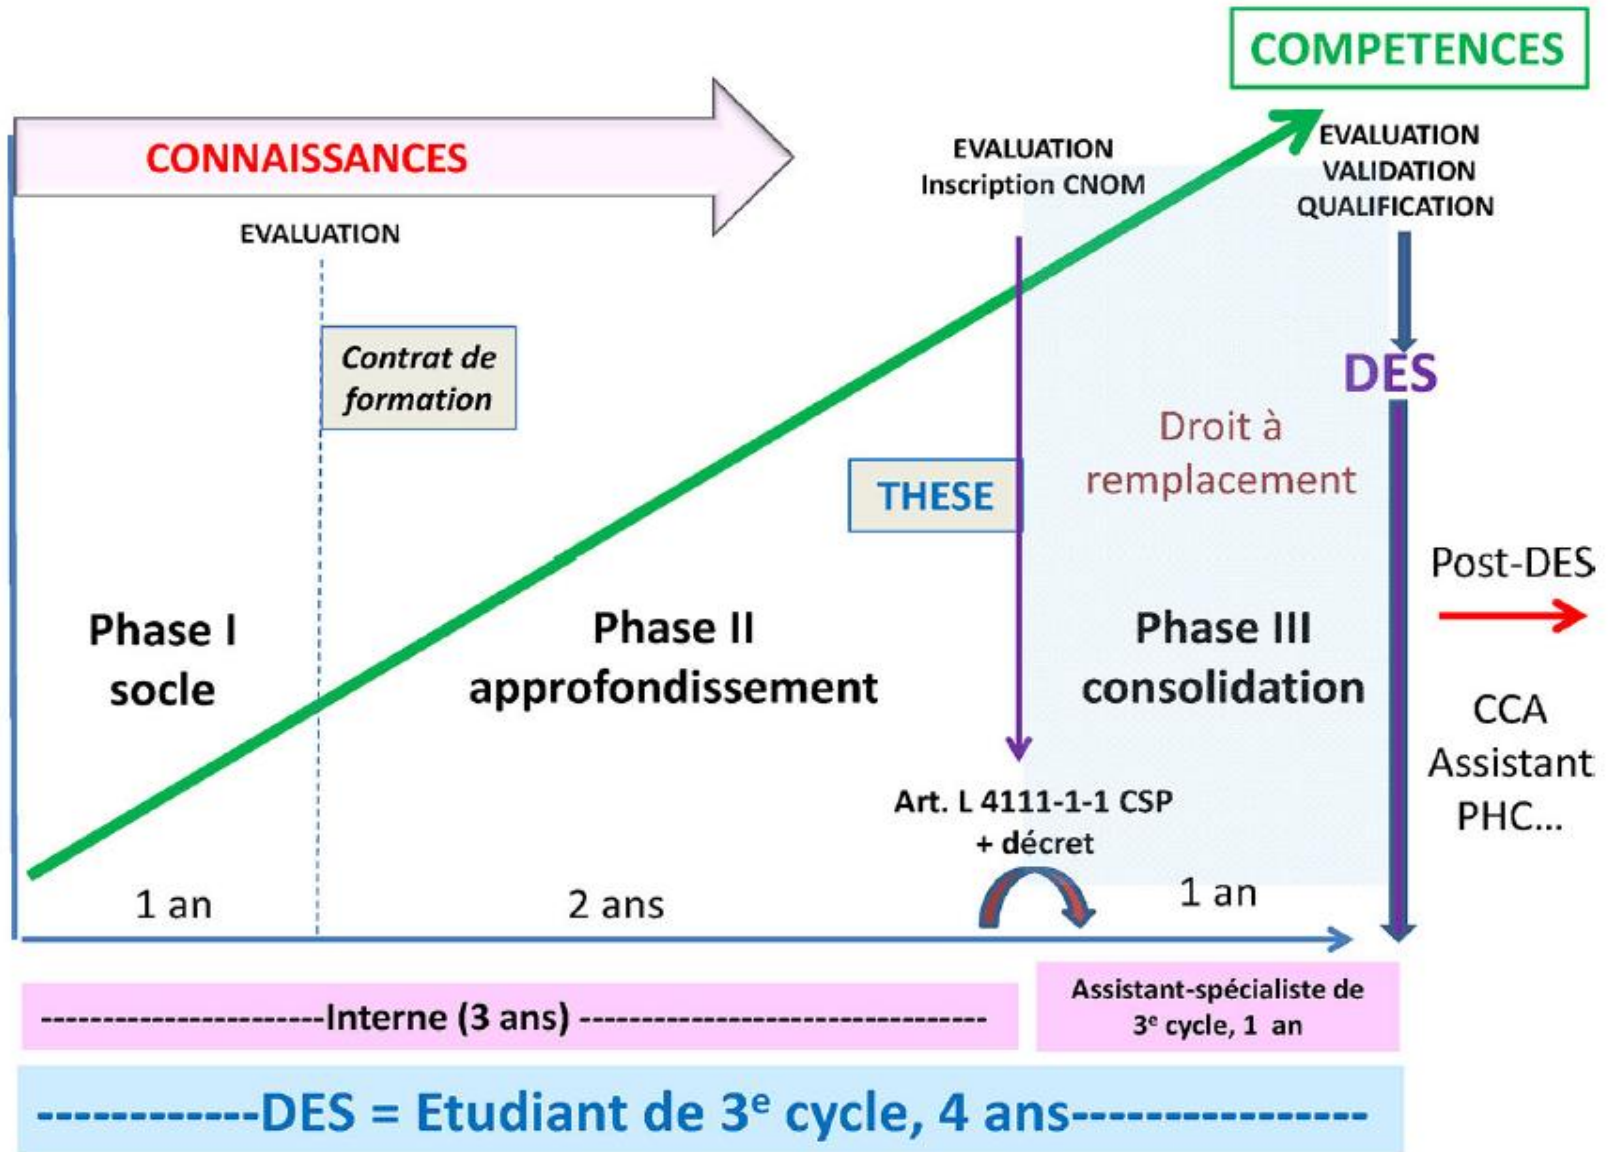 COMPETENCES
CONNAISSANCES
EVALUATION
EVALUATION
Inscription CNOM
EVALUATION
VALIDATION
QUALIFICATION
Contrat de
formation
DES
Droit à
remplacement
THESE
Post-DES
Phase I
socle
Phase II
approfondissement
Phase III
consolidation
CCA
Assistant
PHC...
Art. L 4111-1-1 CSP
+ décret
1 an
2 ans
1 an
-----------------------Interne (3 ans) ---------------------------------
Assistant-spécialiste de
3e cycle, 1 an
------------DES = Etudiant de 3e cycle, 4 ans----------------